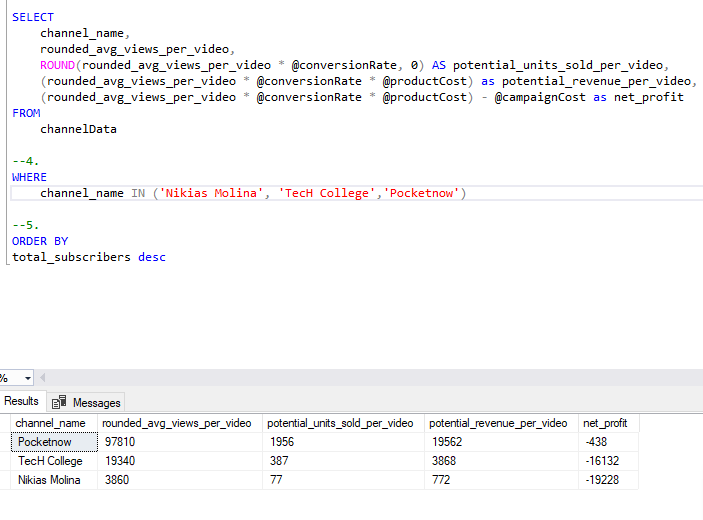 SELECT
channel_name,
rounded_avg_views_per_video,
ROUND(rounded_avg_views_per_video * @conversionRate, 0) AS potential_units_sold_per_video,
(rounded_avg_views_per_video * @conversionRate * @productCost) as potential_revenue_per_video,
(rounded_avg_views_per_video * @conversionRate * @productCost) - @campaignCost as net_profit
FROM
channelData
--4.
WHERE
channel_name IN ('Nikias Molina', 'TecH College','Pocketnow')
--5.
ORDER BY
total_subscribers desc
%
Results Messages
channel_name rounded_avg_views_per_video potential_units_sold_per_video potential_revenue_per_video net_profit
Pocketnow 97810 1956 19562 -438
TecH College 19340 387 3868 -16132
Nikias Molina 3860 77 772 -19228